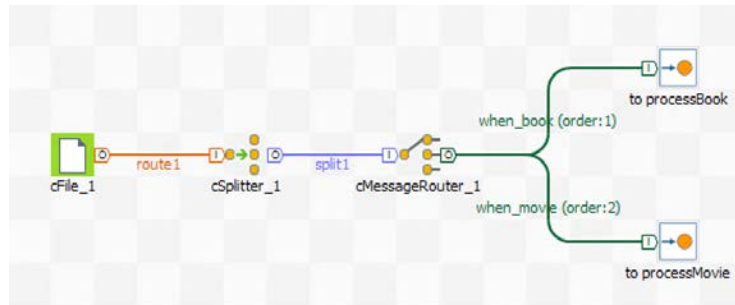 to processBook
when_book (order:1)
route1
split1
cFile_1
cSplitter_1
cMessageRouter_1
when_movie (order:2)
to processMovie